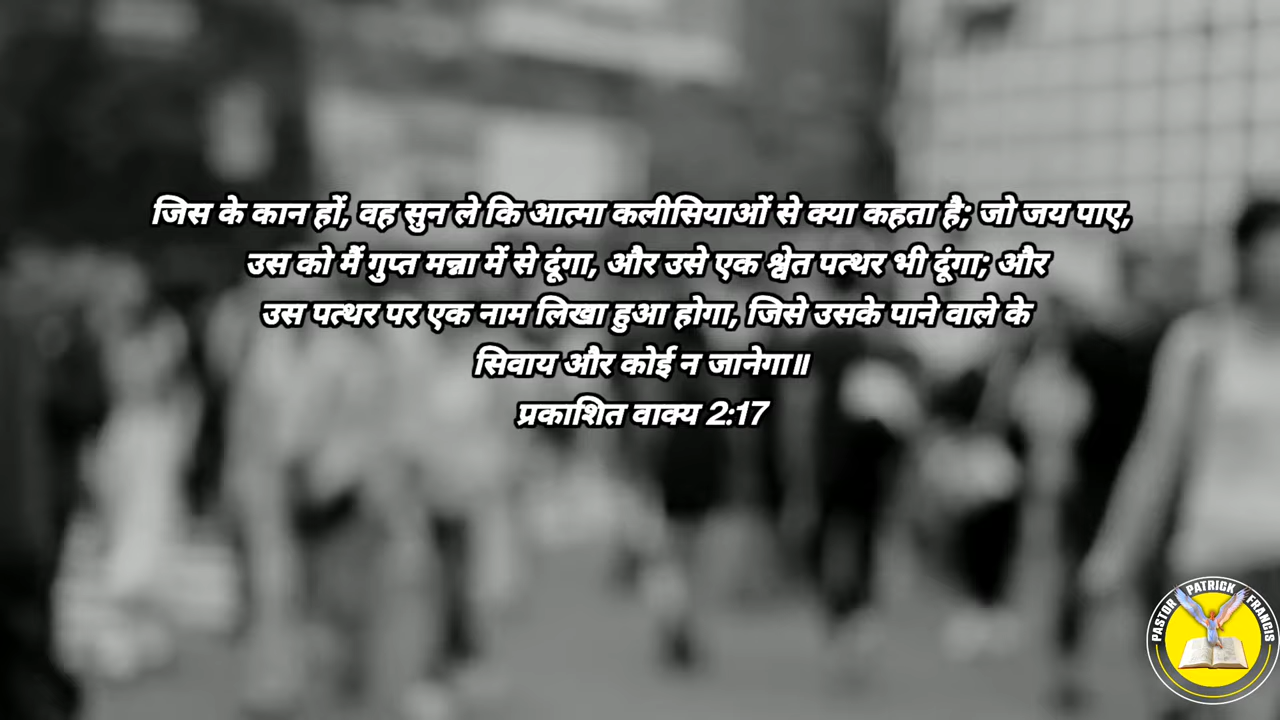 जिस के कान हों, वह सुन ले कि आत्मा कलीसियाओं से क्या कहता है; जो जय पाए,
उस को मैं गुप्त मन्ना में से दूंगा, और उसे एक श्वेत पत्थर भी दूंगा; और
उस पत्थर पर एक नाम लिखा हुआ होगा, जिसे उसके पाने वाले के
सिवाय और कोई न जानेगा॥
प्रकाशित वाक्य 2:17
PASTOR PATRICK FRANCIS